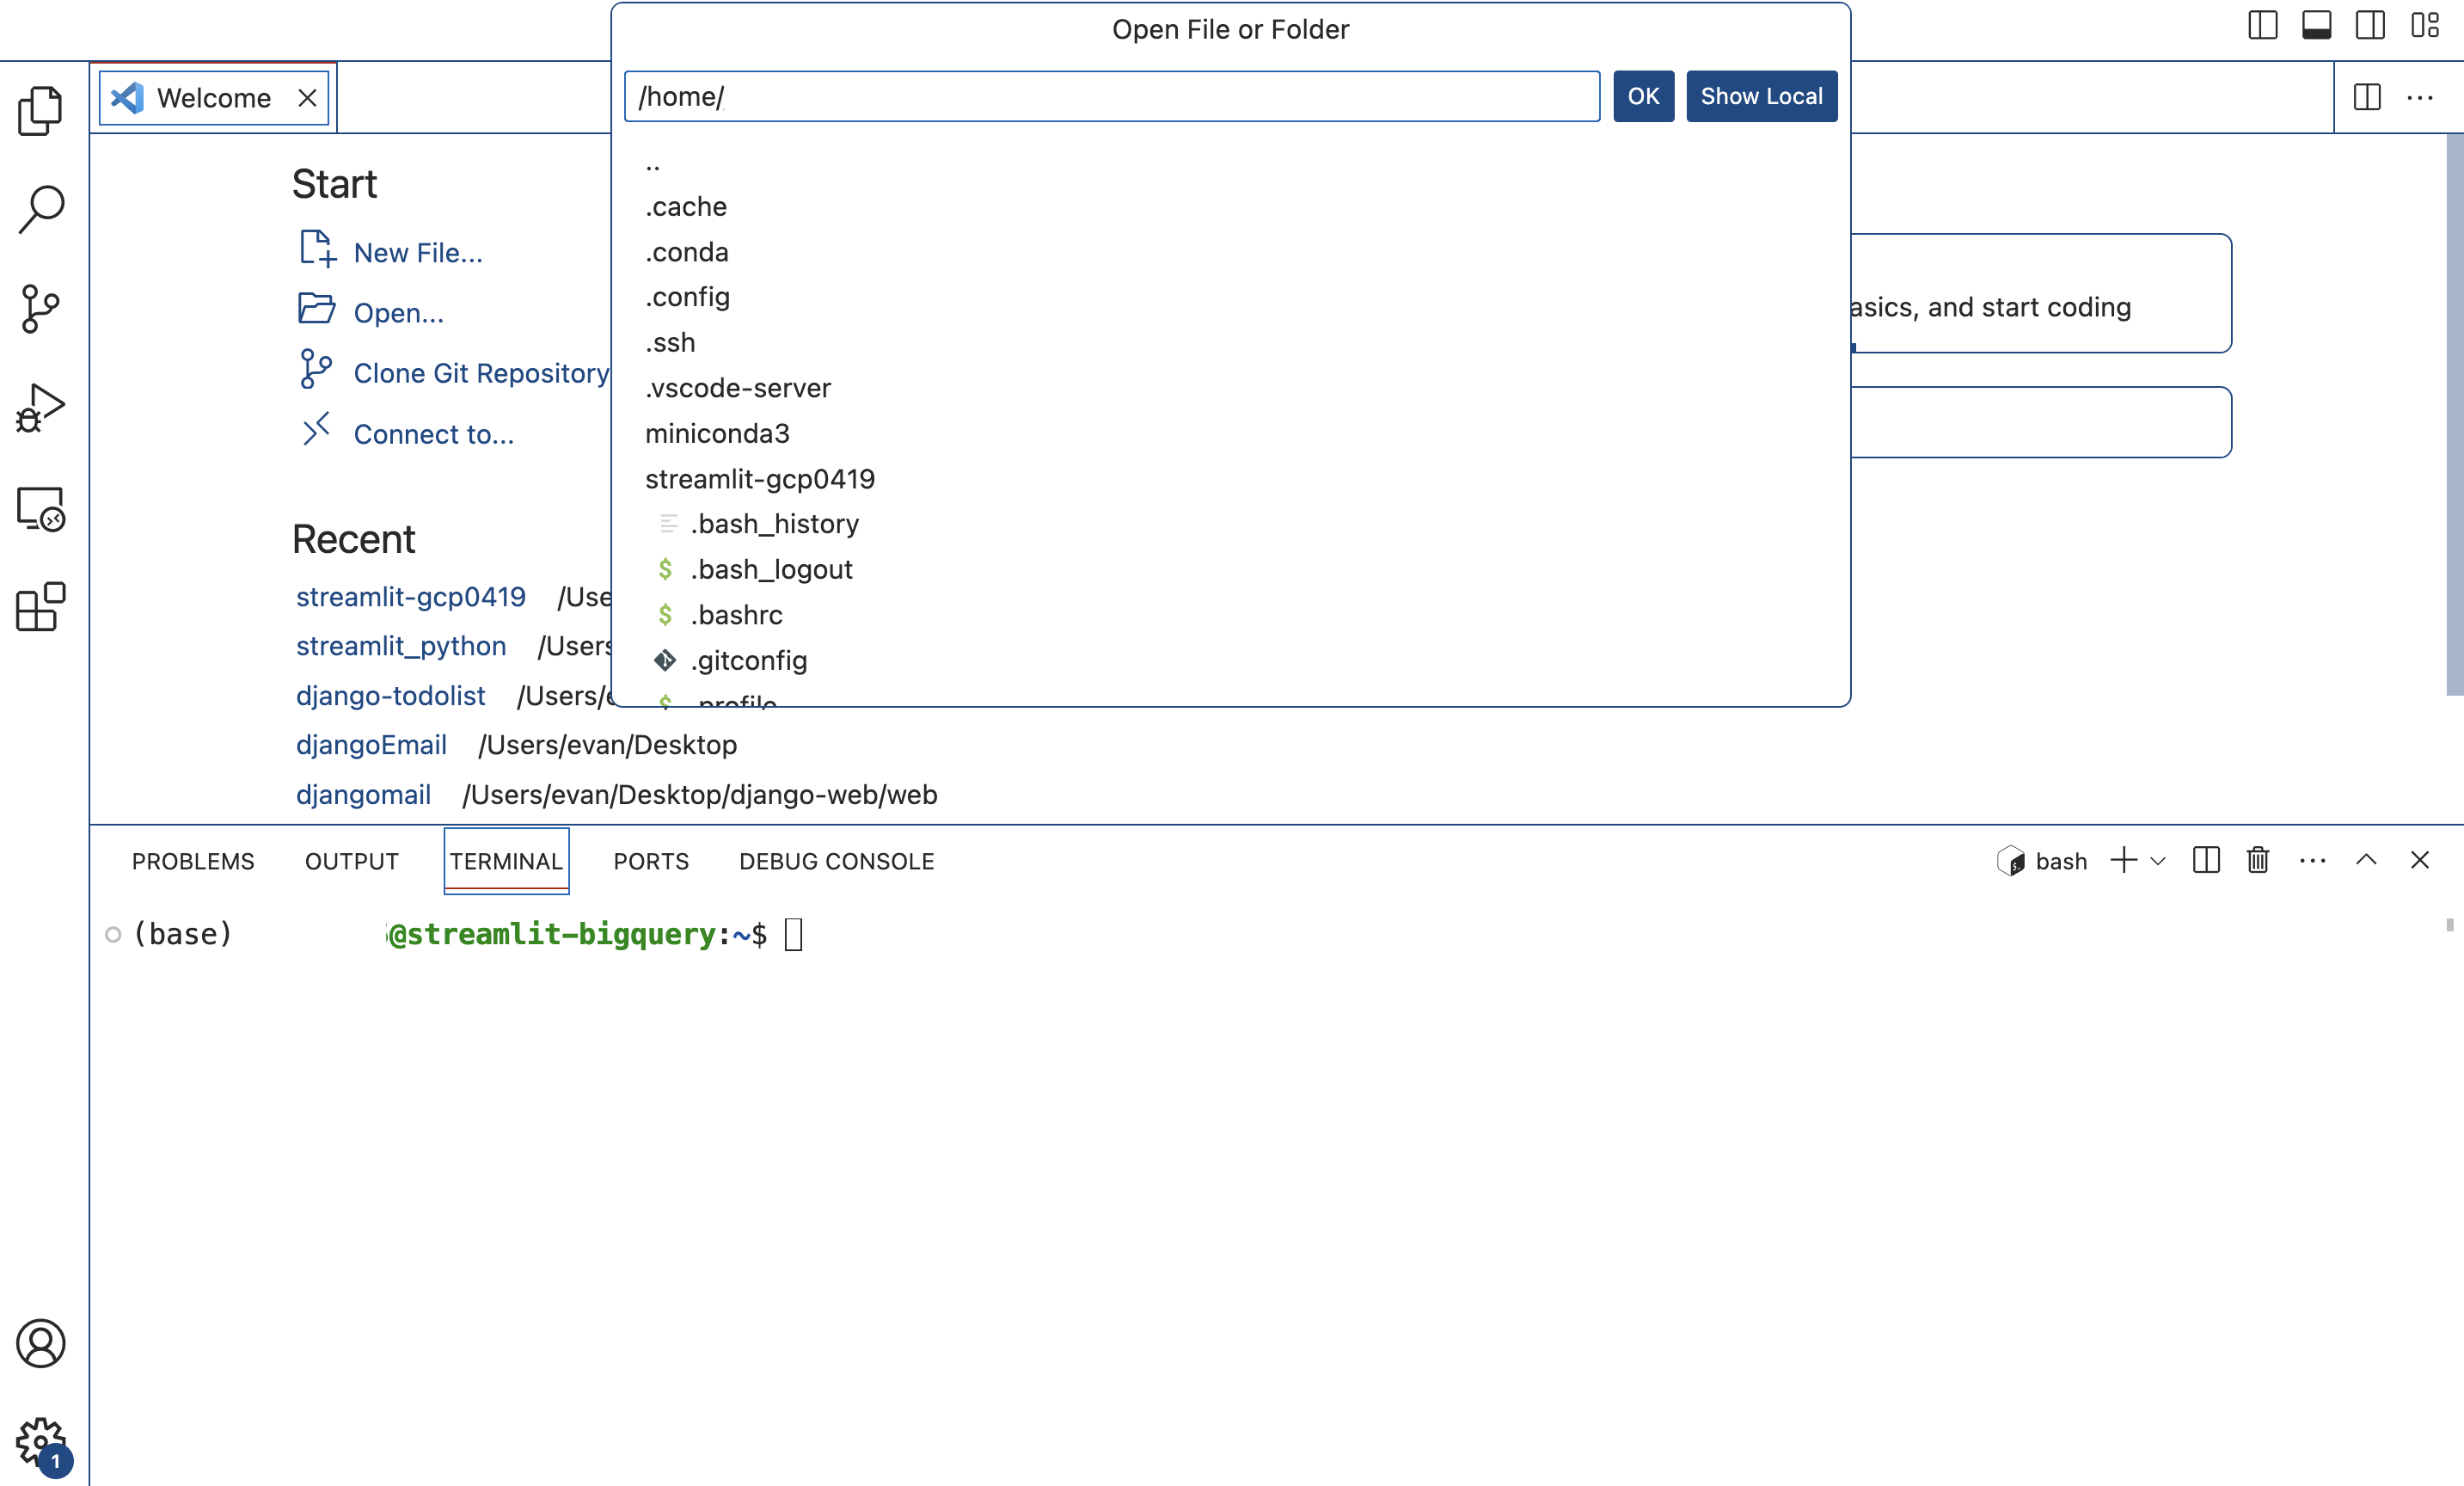 Open File or Folder
/home/
OK
Show Local
Welcome
..
.cache
.conda
.config
.ssh
.vscode-server
miniconda3
streamlit-gcp0419
.bash_history
.bash_logout
.bashrc
.gitconfig
.profile
Start
New File...
Open...
Clone Git Repository
Connect to...
asics, and start coding
Recent
streamlit-gcp0419 /Use
streamlit_python /Users
django-todolist /Users/e
djangoEmail /Users/evan/Desktop
djangomail /Users/evan/Desktop/django-web/web
PROBLEMS OUTPUT TERMINAL PORTS DEBUG CONSOLE
bash
(base) @streamlit-bigquery:~$
1